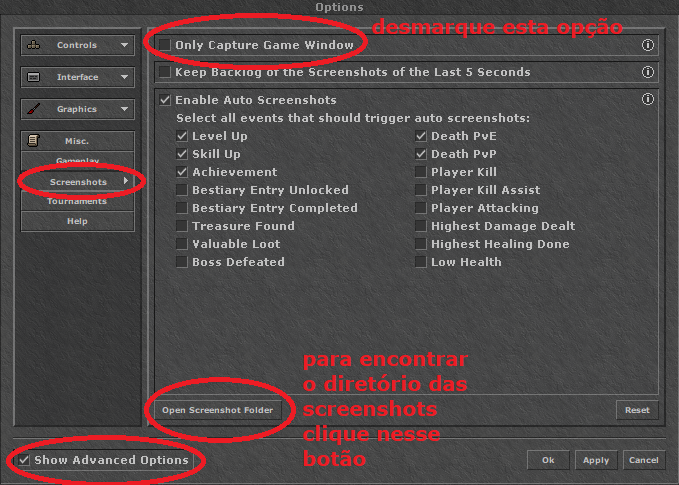 Options
desmarque esta opção
Controls
Only Capture Game Window
Interface
Keep Backlog of the Screenshots of the Last 5 Seconds
Graphics
Enable Auto Screenshots
Select all events that should trigger auto screenshots:
Misc.
Gameplay
Screenshots
Tournaments
Help
Level Up
Skill Up
Achievement
Bestiary Entry Unlocked
Bestiary Entry Completed
Treasure Found
Valuable Loot
Boss Defeated
Death PvE
Death PvP
Player Kill
Player Kill Assist
Player Attacking
Highest Damage Dealt
Highest Healing Done
Low Health
para encontrar
o diretório das
screenshots
clique nesse
botão
Open Screenshot Folder
Reset
Show Advanced Options
Ok
Apply
Cancel